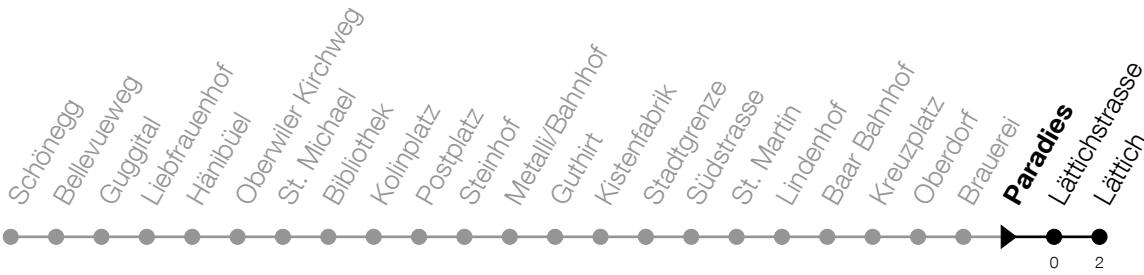 Schönegg
Bellevueweg
Guggital
Liebfrauenhof
Hänibüel
Oberwiler Kirchweg
St. Michael
Bibliothek
Kolinplatz
Postplatz
Steinhof
Metalli/Bahnhof
Guthirt
Kistenfabrik
Stadtgrenze
Südstrasse
St. Martin
Lindenhof
Baar Bahnhof
Kreuzplatz
Oberdorf
Brauerei
Paradies
Lättichstrasse
Lättich
0
2